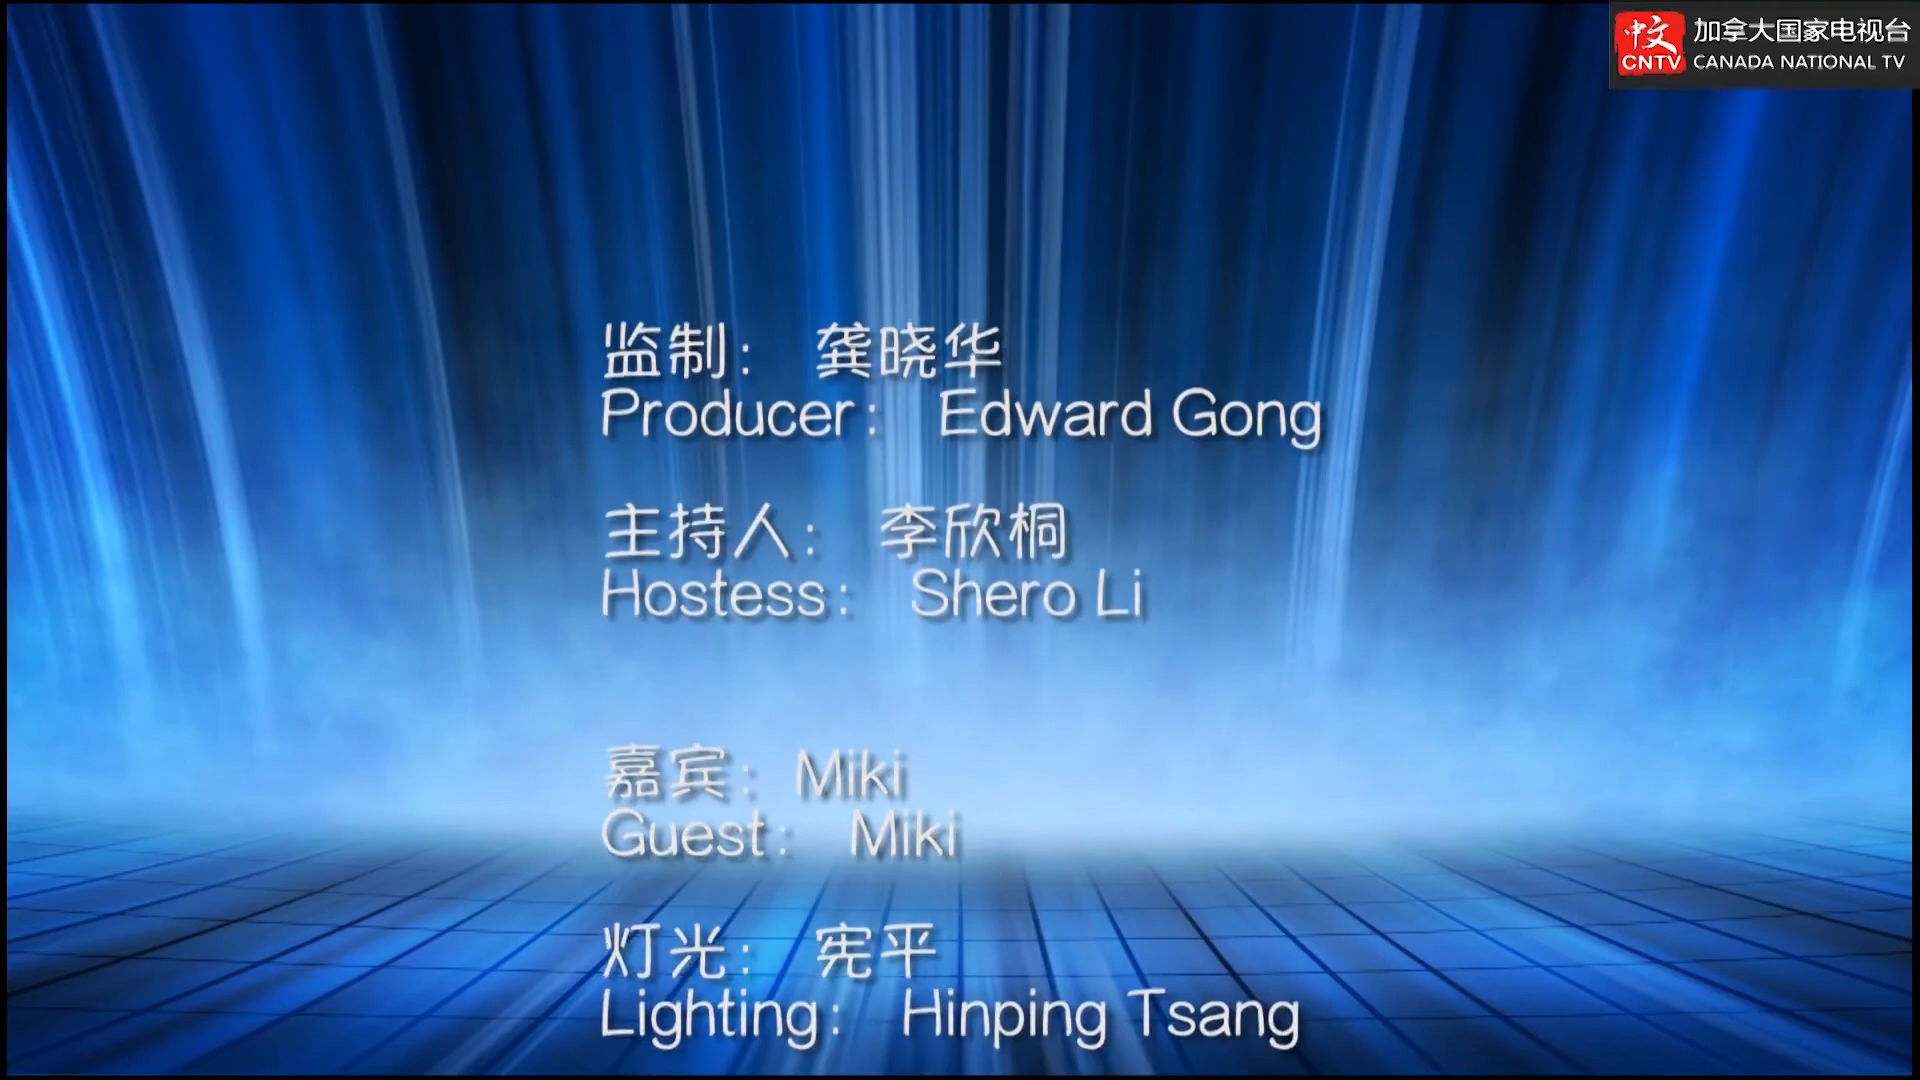 中文
CNTV
加拿大国家电视台
CANADA NATIONAL TV
监制： 龚晓华
Producer： Edward Gong
主持人： 李欣桐
Hostess： Shero Li
嘉宾：Miki
Guest： Miki
灯光： 宪平
Lighting： Hinping Tsang